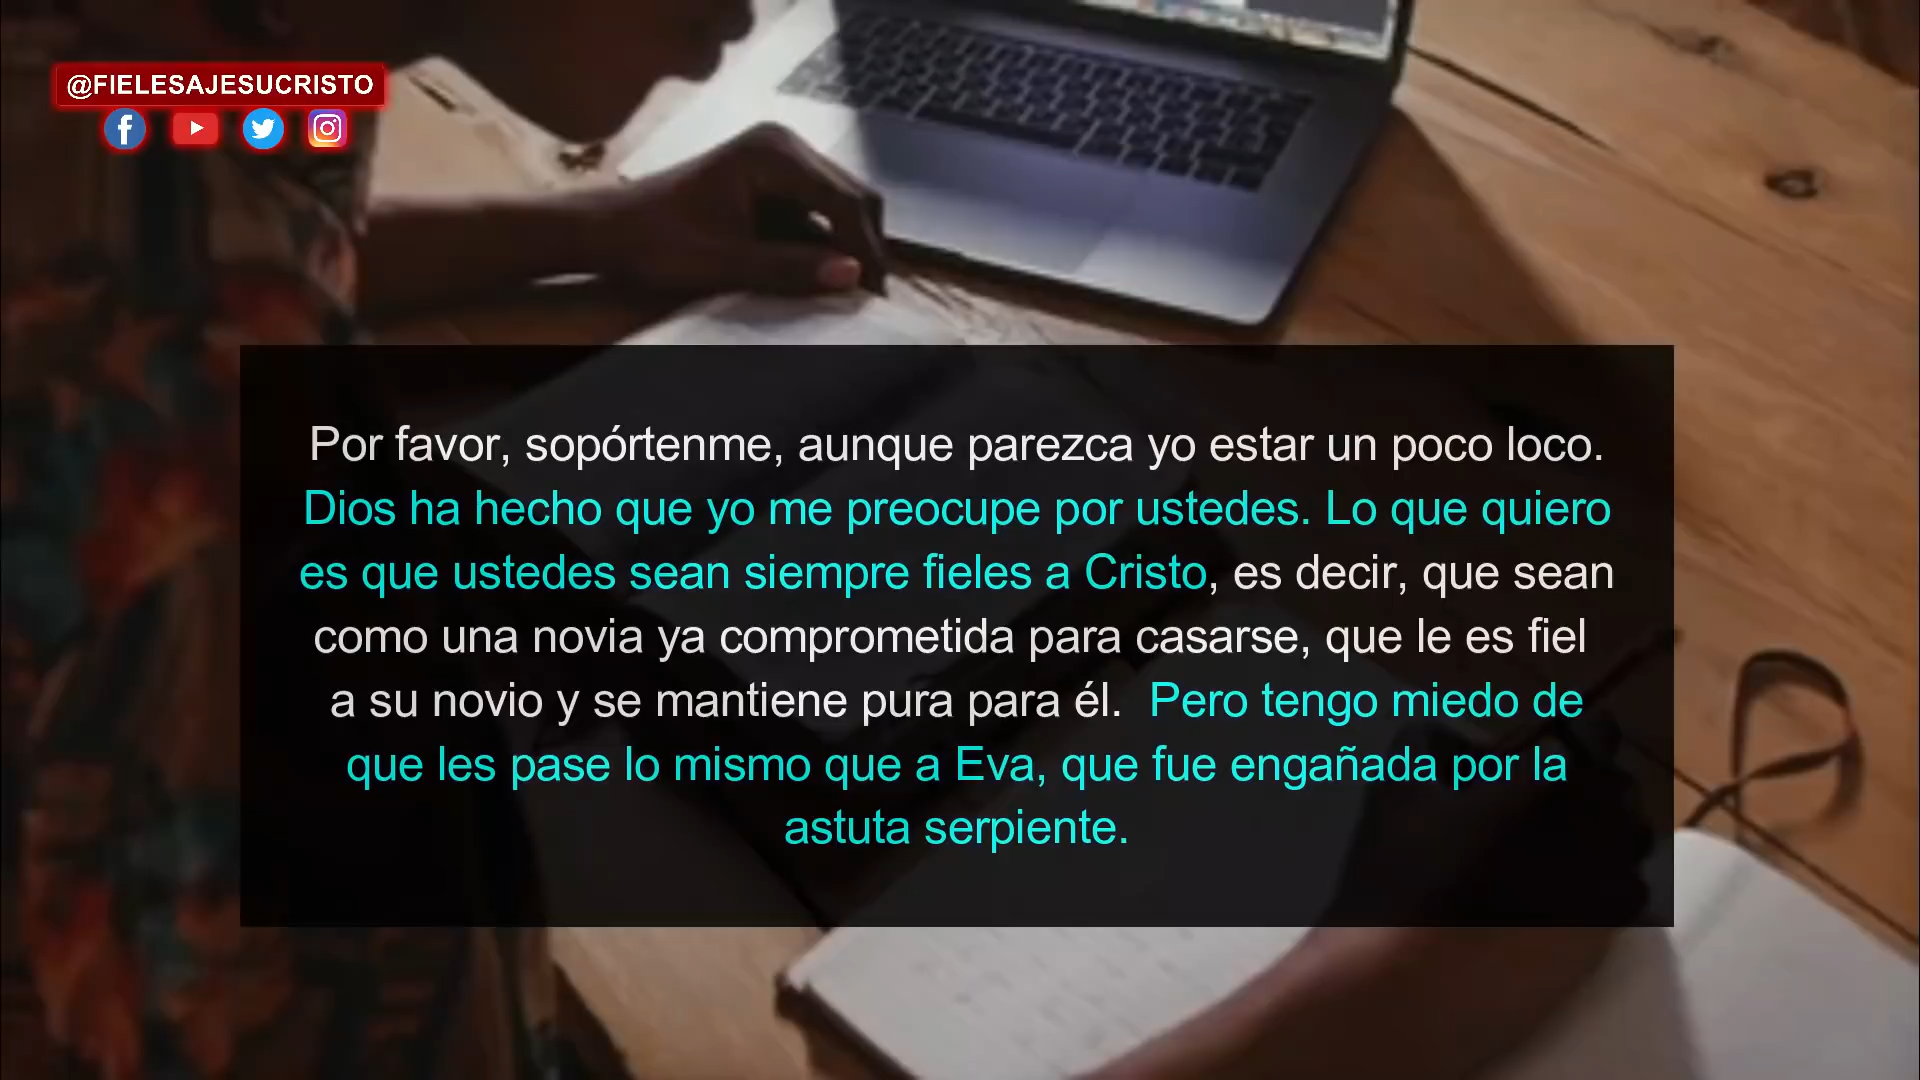 @FIELESAJESUCRISTO
Por favor, sopórtenme, aunque parezca yo estar un poco loco.
Dios ha hecho que yo me preocupe por ustedes. Lo que quiero
es que ustedes sean siempre fieles a Cristo, es decir, que sean
como una novia ya comprometida para casarse, que le es fiel
a su novio y se mantiene pura para él. Pero tengo miedo de
que les pase lo mismo que a Eva, que fue engañada por la
astuta serpiente.